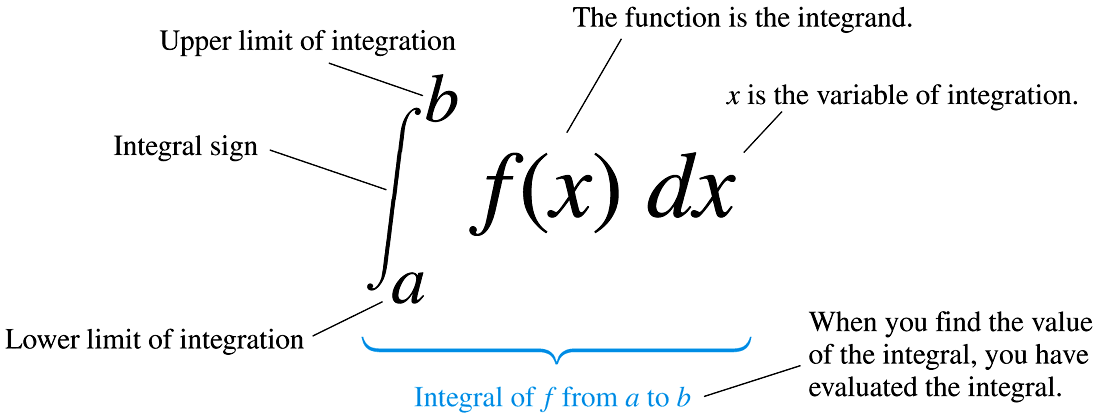 The function is the integrand.
Upper limit of integration
x is the variable of integration.
Integral sign
∫
b
a
f(x) dx
Lower limit of integration
When you find the value
of the integral, you have
evaluated the integral.
Integral of f from a to b